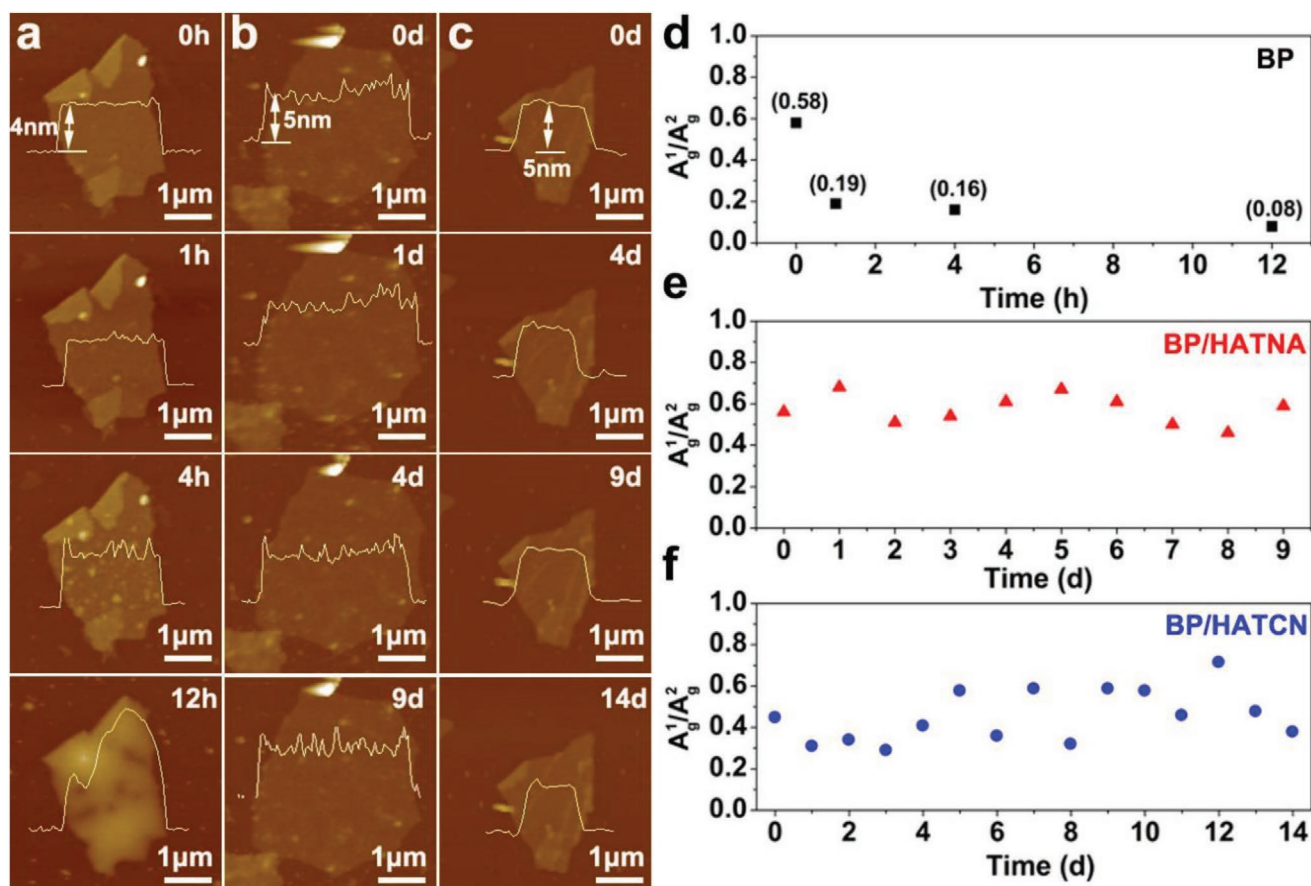 a
0h
4nm
1μm
1h
1μm
4h
1μm
12h
1μm
b
0d
5nm
1μm
1d
1μm
4d
1μm
9d
1μm
c
0d
5nm
1μm
4d
1μm
9d
1μm
14d
1μm
d
BP
1.0
0.8
0.6
0.4
0.2
0.0
A¹g/A²g
(0.58)
(0.19)
(0.16)
(0.08)
0 2 4 6 8 10 12
Time (h)
e
BP/HATNA
1.0
0.8
0.6
0.4
0.2
0.0
A¹g/A²g
0 1 2 3 4 5 6 7 8 9
Time (d)
f
BP/HATCN
1.0
0.8
0.6
0.4
0.2
0.0
A¹g/A²g
0 2 4 6 8 10 12 14
Time (d)